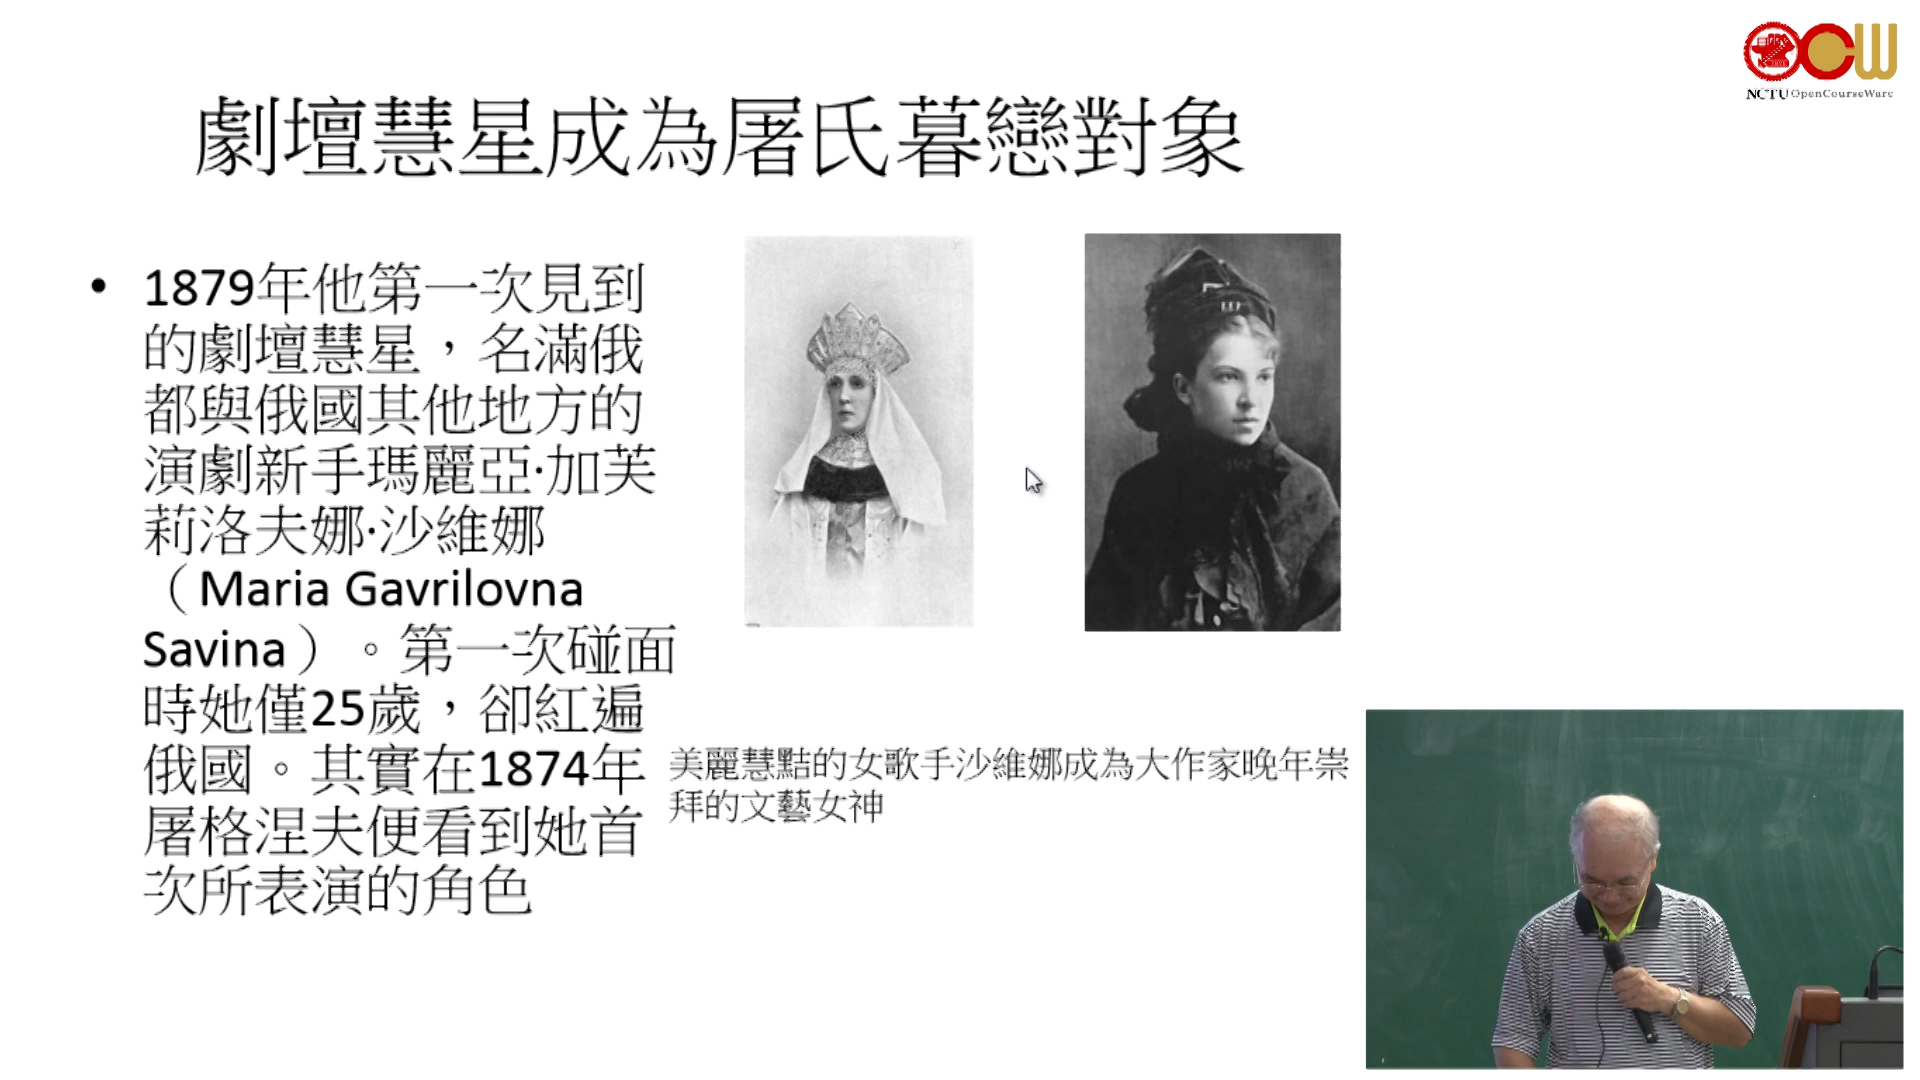 NCTU OpenCourseWare
劇壇慧星成為屠氏暮戀對象
• 1879年他第一次見到
的劇壇慧星，名滿俄
都與俄國其他地方的
演劇新手瑪麗亞·加芙
莉洛夫娜·沙維娜
（Maria Gavrilovna
Savina）。第一次碰面
時她僅25歲，卻紅遍
俄國。其實在1874年
屠格涅夫便看到她首
次所表演的角色
美麗慧黠的女歌手沙維娜成為大作家晚年崇
拜的文藝女神